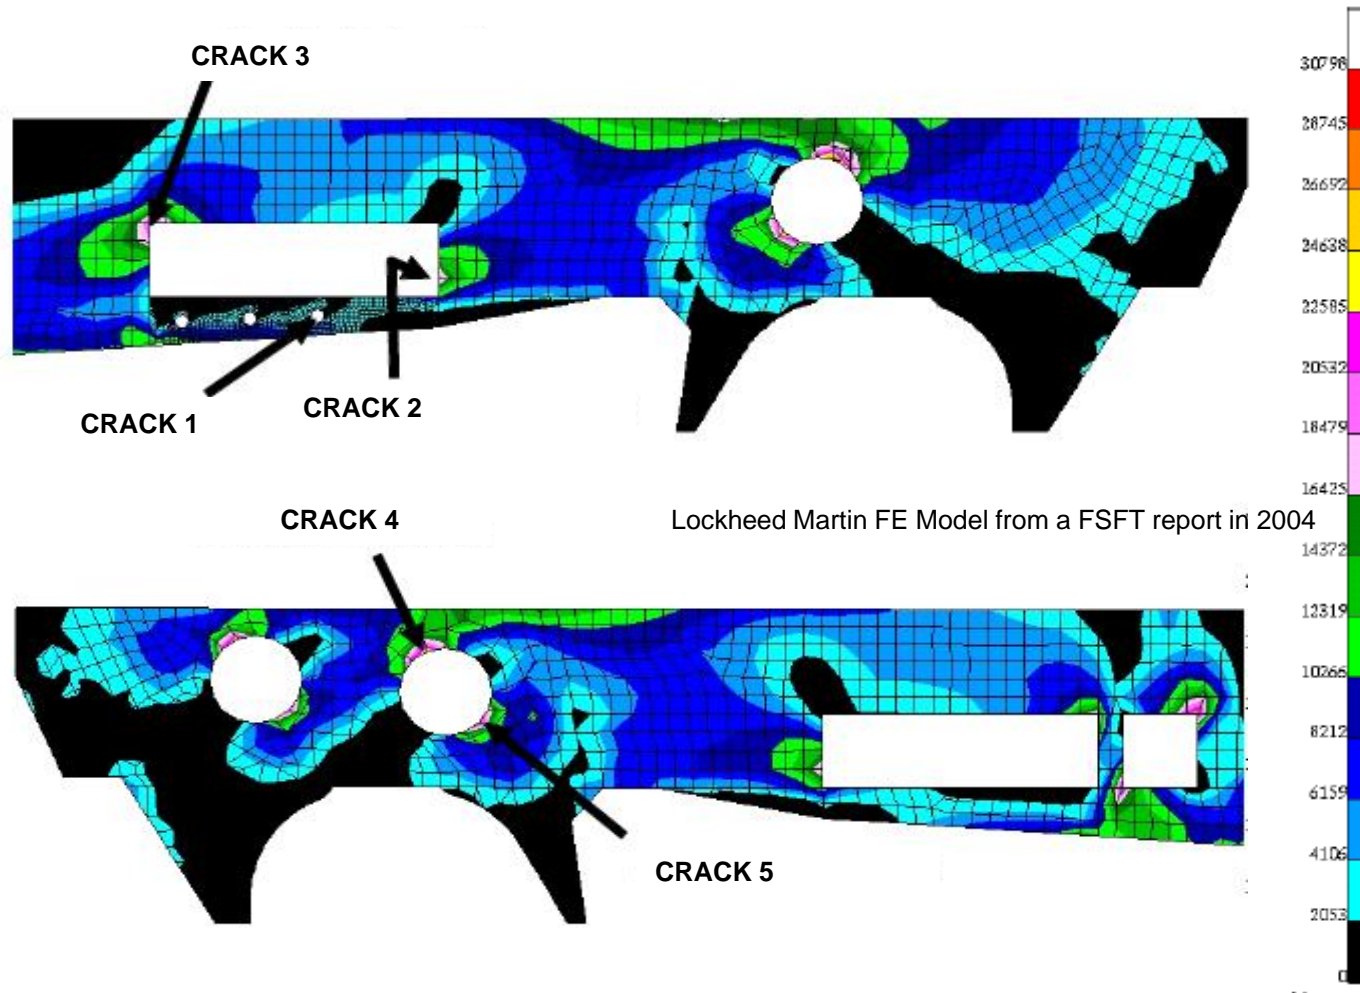 CRACK 3
30798
28745
26692
24638
22585
CRACK 2
CRACK 1
20532
18479
16425
CRACK 4
Lockheed Martin FE Model from a FSFT report in 2004
14372
12319
10266
8212
6159
4106
CRACK 5
2053
0